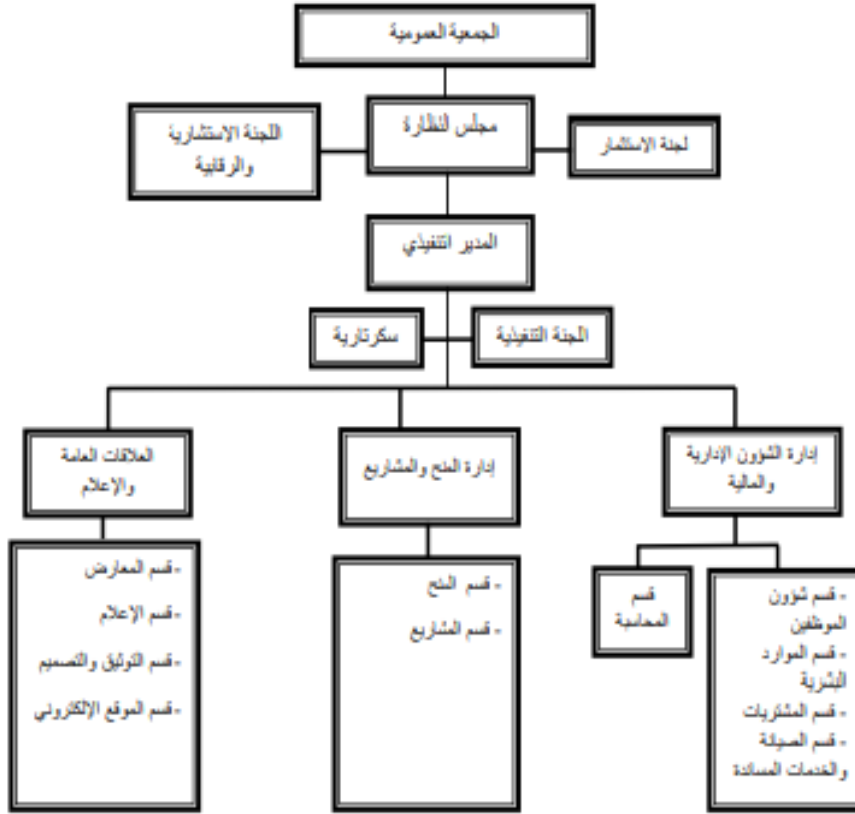 الجمعية العمومية
مجلس لنظارة
لجنة الاستثمار
اللجنة الاستشارية
والرقابية
المدير التنفيذي
اللجنة التنفيذية
سكرتارية
إدارة الشؤون الإدارية
والمالية
إدارة المنح والمشاريع
العلاقات العامة
والإعلام
- قسم شؤون
الموظفين
- قسم الموارد
البشرية
- قسم المشتريات
- قسم الصيانة
والخدمات المساندة
قسم
المحاسبة
- قسم المنح
- قسم المشاريع
- قسم المعارض
- قسم الإعلام
- قسم التوثيق والتصميم
- قسم الموقع الإلكتروني